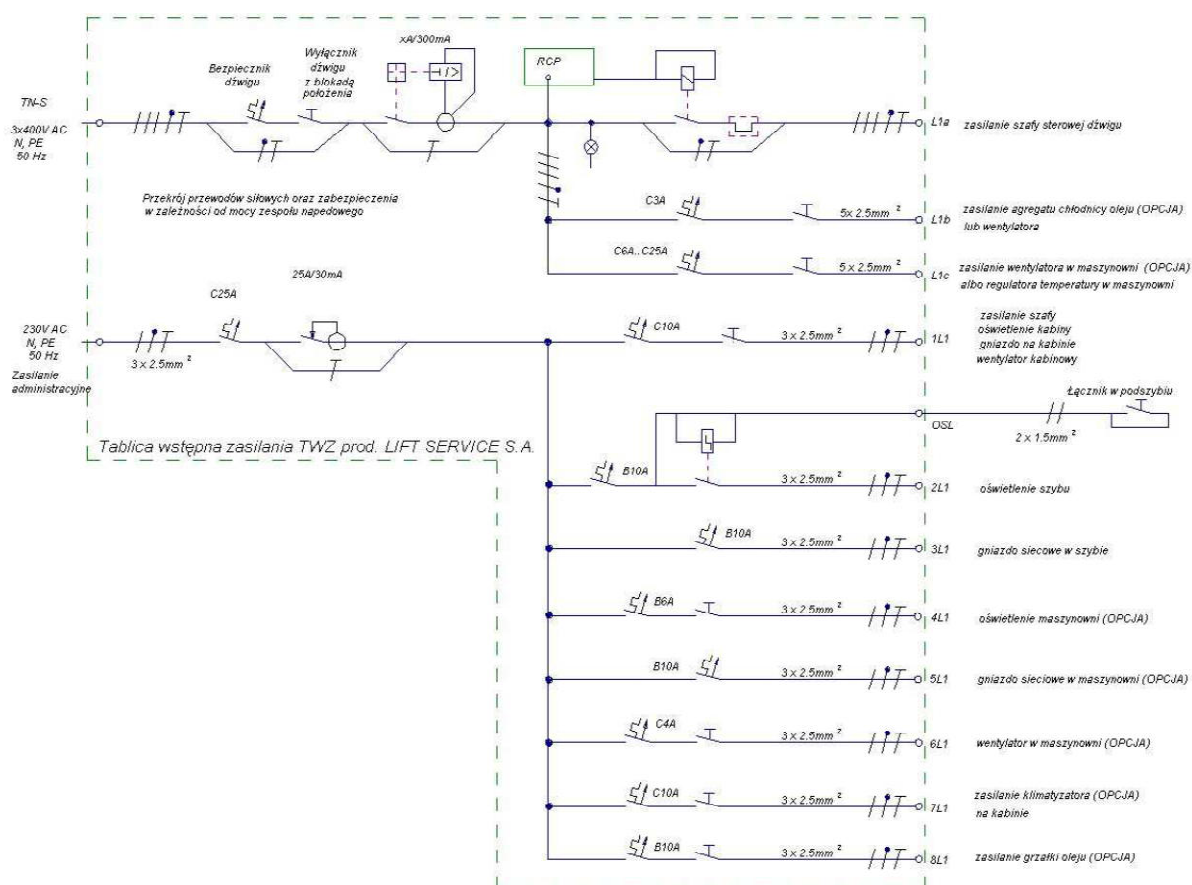 xA/300mA
Wyłącznik
dźwigu
z blokadą
położenia
Bezpiecznik
dźwigu
RCP
TN-S
3x400V AC
N, PE
50 Hz
L1a
zasilanie szafy sterowej dźwigu
Przekrój przewodów siłowych oraz zabezpieczenia
w zależności od mocy zespołu napedowego
C3A
5 x 2.5mm ²
L1b
zasilanie agregatu chłodnicy oleju (OPCJA)
lub wentylatora
C6A..C25A
5 x 2.5mm ²
L1c
zasilanie wentylatora w maszynowni (OPCJA)
albo regulatora temperatury w maszynowni
25A/30mA
C25A
230V AC
N, PE
50 Hz
Zasilanie
administracyjne
3 x 2.5mm ²
C10A
3 x 2.5mm ²
1L1
zasilanie szafy
oświetlenie kabiny
gniazdo na kabinie
wentylator kabinowy
Łącznik w podszybiu
OSL
2 x 1.5mm ²
Tablica wstępna zasilania TWZ prod. LIFT SERVICE S.A.
B10A
3 x 2.5mm ²
2L1
oświetlenie szybu
B10A
3 x 2.5mm ²
3L1
gniazdo siecowe w szybie
B6A
3 x 2.5mm ²
4L1
oświetlenie maszynowni (OPCJA)
B10A
3 x 2.5mm ²
5L1
gniazdo sieciowe w maszynowni (OPCJA)
C4A
3 x 2.5mm ²
6L1
wentylator w maszynowni (OPCJA)
C10A
3 x 2.5mm ²
7L1
zasilanie klimatyzatora (OPCJA)
na kabinie
B10A
3 x 2.5mm ²
8L1
zasilanie grzałki oleju (OPCJA)